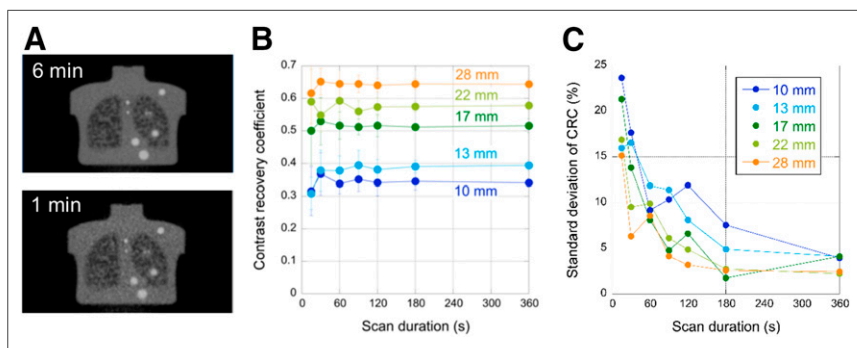 A
6 min
1 min
B
Contrast recovery coefficient
0.7
0.6
0.5
0.4
0.3
0.2
0.1
0
28 mm
22 mm
17 mm
13 mm
10 mm
0 60 120 180 240 300 360
Scan duration (s)
C
Standard deviation of CRC (%)
25
20
15
10
5
0
10 mm
13 mm
17 mm
22 mm
28 mm
0 60 120 180 240 300 360
Scan duration (s)